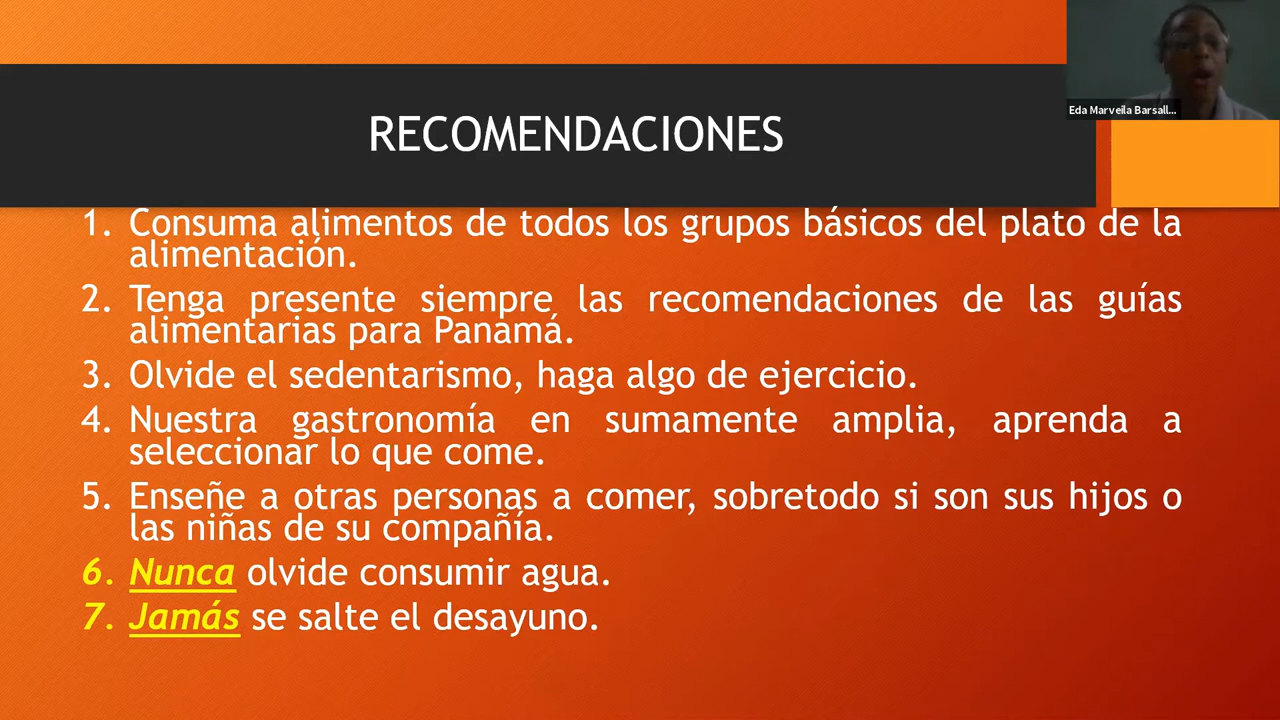 Eda Marveila Barsall...
RECOMENDACIONES
1. Consuma alimentos de todos los grupos básicos del plato de la
alimentación.
2. Tenga presente siempre las recomendaciones de las guías
alimentarias para Panamá.
3. Olvide el sedentarismo, haga algo de ejercicio.
4. Nuestra gastronomía en sumamente amplia, aprenda a
seleccionar lo que come.
5. Enseñe a otras personas a comer, sobretodo si son sus hijos o
las niñas de su compañía.
6. Nunca olvide consumir agua.
7. Jamás se salte el desayuno.